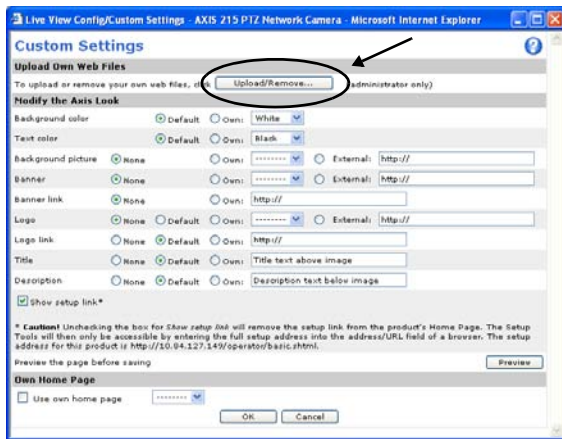 Live View Config/Custom Settings - AXIS 215 PTZ Network Camera - Microsoft Internet Explorer
Custom Settings
?
Upload Own Web Files
To upload or remove your own web files, click Upload/Remove... (administrator only)
Modify the Axis Look
Background color Default Own: White
Text color Default Own: Black
Background picture None Own: -------- External: http://
Banner None Own: -------- External: http://
Banner link None Own: http://
Logo None Default Own: -------- External: http://
Logo link None Default Own: http://
Title None Default Own: Title text above image
Description None Default Own: Description text below image
Show setup link*
* Caution! Unchecking the box for Show setup link will remove the setup link from the product's Home Page. The Setup
Tools will then only be accessible by entering the full setup address into the address/URL field of a browser. The setup
address for this product is http://10.84.127.149/operator/basic.shtml.
Preview the page before saving Preview
Own Home Page
Use own home page --------
OK Cancel